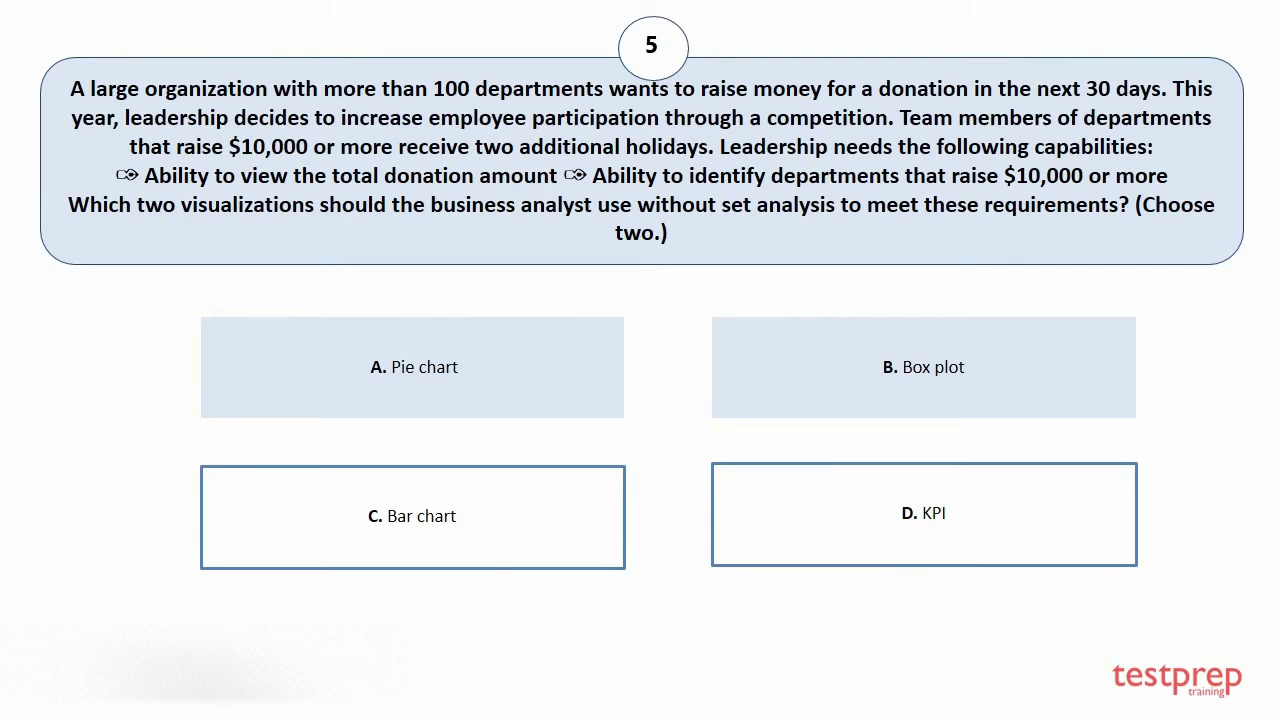 5
A large organization with more than 100 departments wants to raise money for a donation in the next 30 days. This
year, leadership decides to increase employee participation through a competition. Team members of departments
that raise $10,000 or more receive two additional holidays. Leadership needs the following capabilities:
Ability to view the total donation amount Ability to identify departments that raise $10,000 or more
Which two visualizations should the business analyst use without set analysis to meet these requirements? (Choose
two.)
A. Pie chart
B. Box plot
C. Bar chart
D. KPI
testprep
training